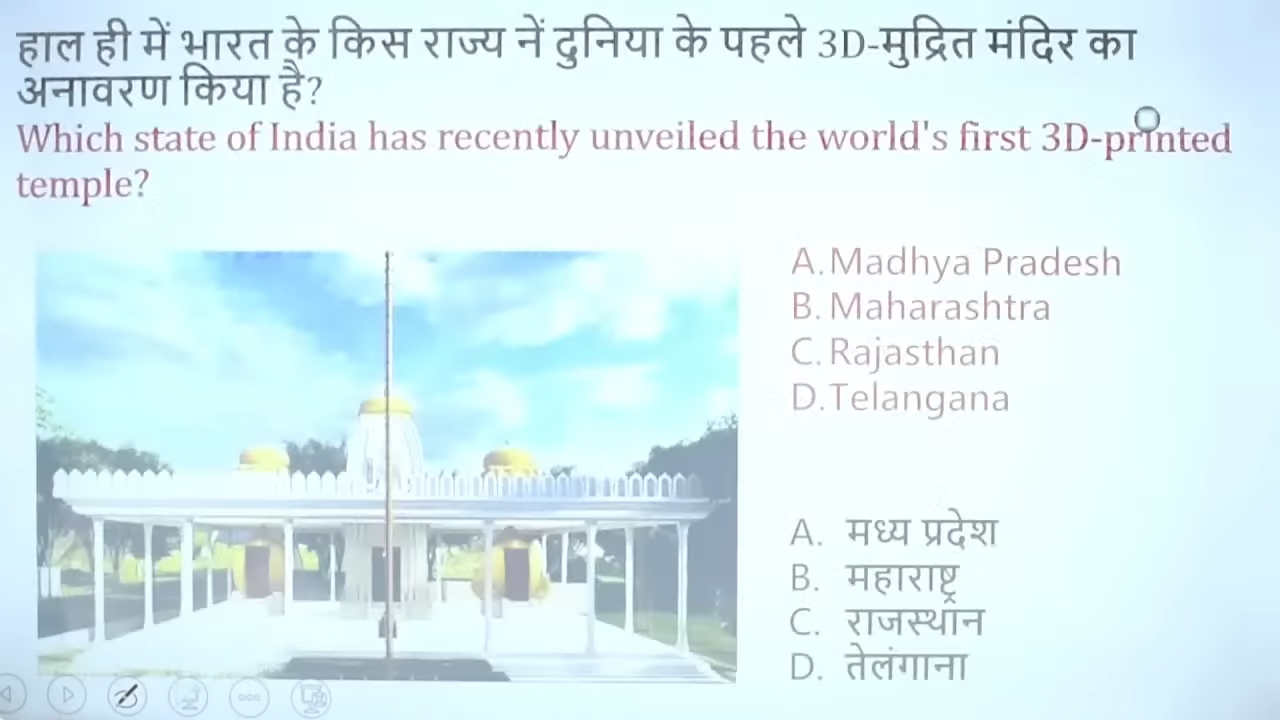 हाल ही में भारत के किस राज्य नें दुनिया के पहले 3D-मुद्रित मंदिर का
अनावरण किया है?
Which state of India has recently unveiled the world's first 3D-printed
temple?
A. Madhya Pradesh
B. Maharashtra
C. Rajasthan
D. Telangana
A. मध्य प्रदेश
B. महाराष्ट्र
C. राजस्थान
D. तेलंगाना